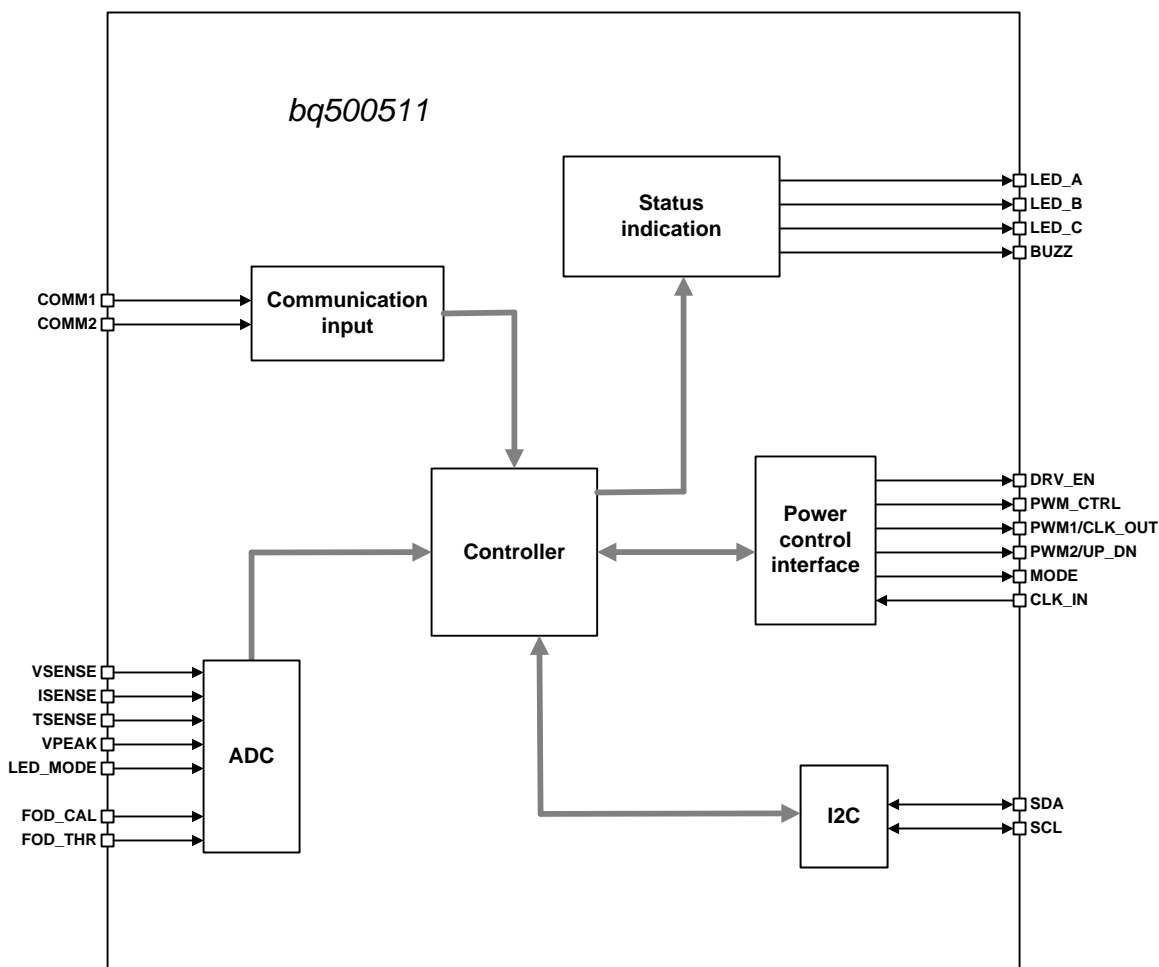 bq500511
Status
indication
LED_A
LED_B
LED_C
BUZZ
COMM1
COMM2
Communication
input
Controller
Power
control
interface
DRV_EN
PWM_CTRL
PWM1/CLK_OUT
PWM2/UP_DN
MODE
CLK_IN
VSENSE
ISENSE
TSENSE
VPEAK
LED_MODE
FOD_CAL
FOD_THR
ADC
I2C
SDA
SCL